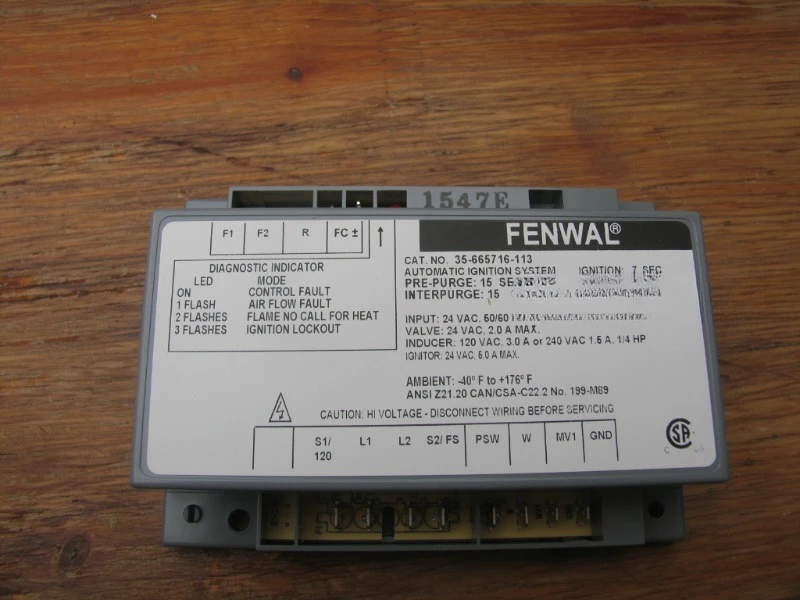 1547E
F1 F2 R FC ±
FENWAL®
DIAGNOSTIC INDICATOR
LED MODE
ON CONTROL FAULT
1 FLASH AIR FLOW FAULT
2 FLASHES FLAME NO CALL FOR HEAT
3 FLASHES IGNITION LOCKOUT
CAT. NO. 35-665716-113
AUTOMATIC IGNITION SYSTEM IGNITION: 7 SEC
PRE-PURGE: 15
INTERPURGE: 15
INPUT: 24 VAC, 50/60
VALVE: 24 VAC, 2.0 A MAX.
INDUCER: 120 VAC, 3.0 A or 240 VAC 1.5 A, 1/4 HP
IGNITOR: 24 VAC, 5.0 A MAX.
AMBIENT: -40° F to +176° F
ANSI Z21.20 CAN/CSA-C22.2 No. 199-M89
CAUTION: HI VOLTAGE - DISCONNECT WIRING BEFORE SERVICING
S1/ 120 L1 L2 S2/ FS PSW W MV1 GND
SA